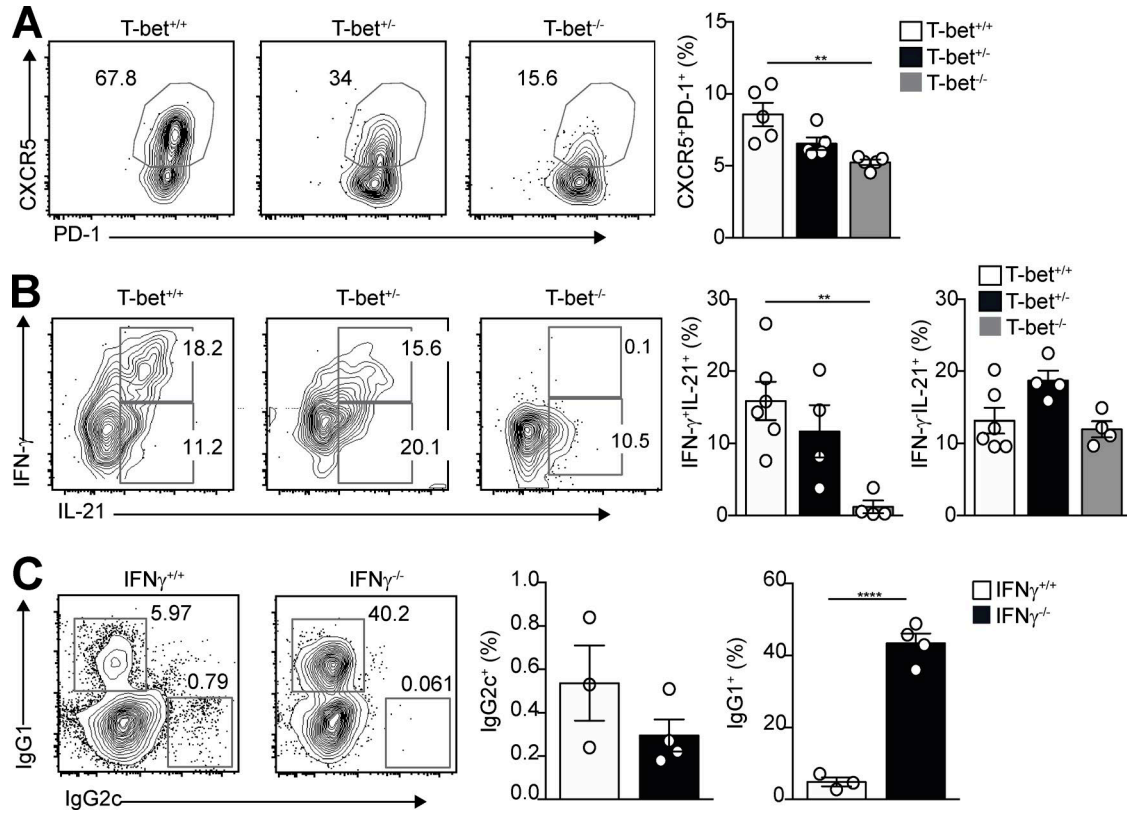 A
T-bet+/+
T-bet+/-
T-bet-/-
67.8
34
15.6
CXCR5
PD-1
CXCR5+PD-1+ (%)
15
10
5
0
**
T-bet+/+
T-bet+/-
T-bet-/-
B
T-bet+/+
T-bet+/-
T-bet-/-
18.2
11.2
15.6
20.1
0.1
10.5
IFN-γ
IL-21
IFN-γ+IL-21+ (%)
30
20
10
0
**
IFN-γ-IL-21+ (%)
30
20
10
0
T-bet+/+
T-bet+/-
T-bet-/-
C
IFNγ+/+
IFNγ-/-
5.97
0.79
40.2
0.061
IgG1
IgG2c
IgG2c+ (%)
1.0
0.8
0.6
0.4
0.2
0.0
IgG1+ (%)
60
40
20
0
****
IFNγ+/+
IFNγ-/-